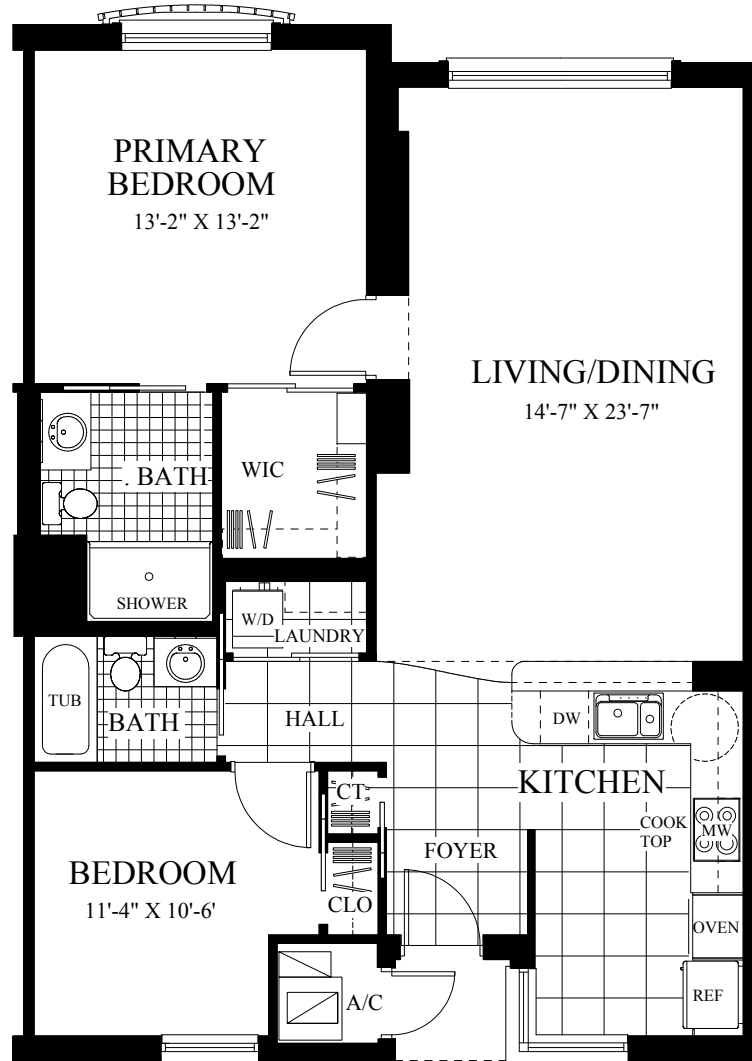 PRIMARY
BEDROOM
13'-2" X 13'-2"
LIVING/DINING
14'-7" X 23'-7"
. BATH
WIC
SHOWER
W/D
LAUNDRY
TUB
BATH
HALL
DW
KITCHEN
CT
COOK
TOP
MW
FOYER
BEDROOM
11'-4" X 10'-6'
CLO
OVEN
A/C
REF